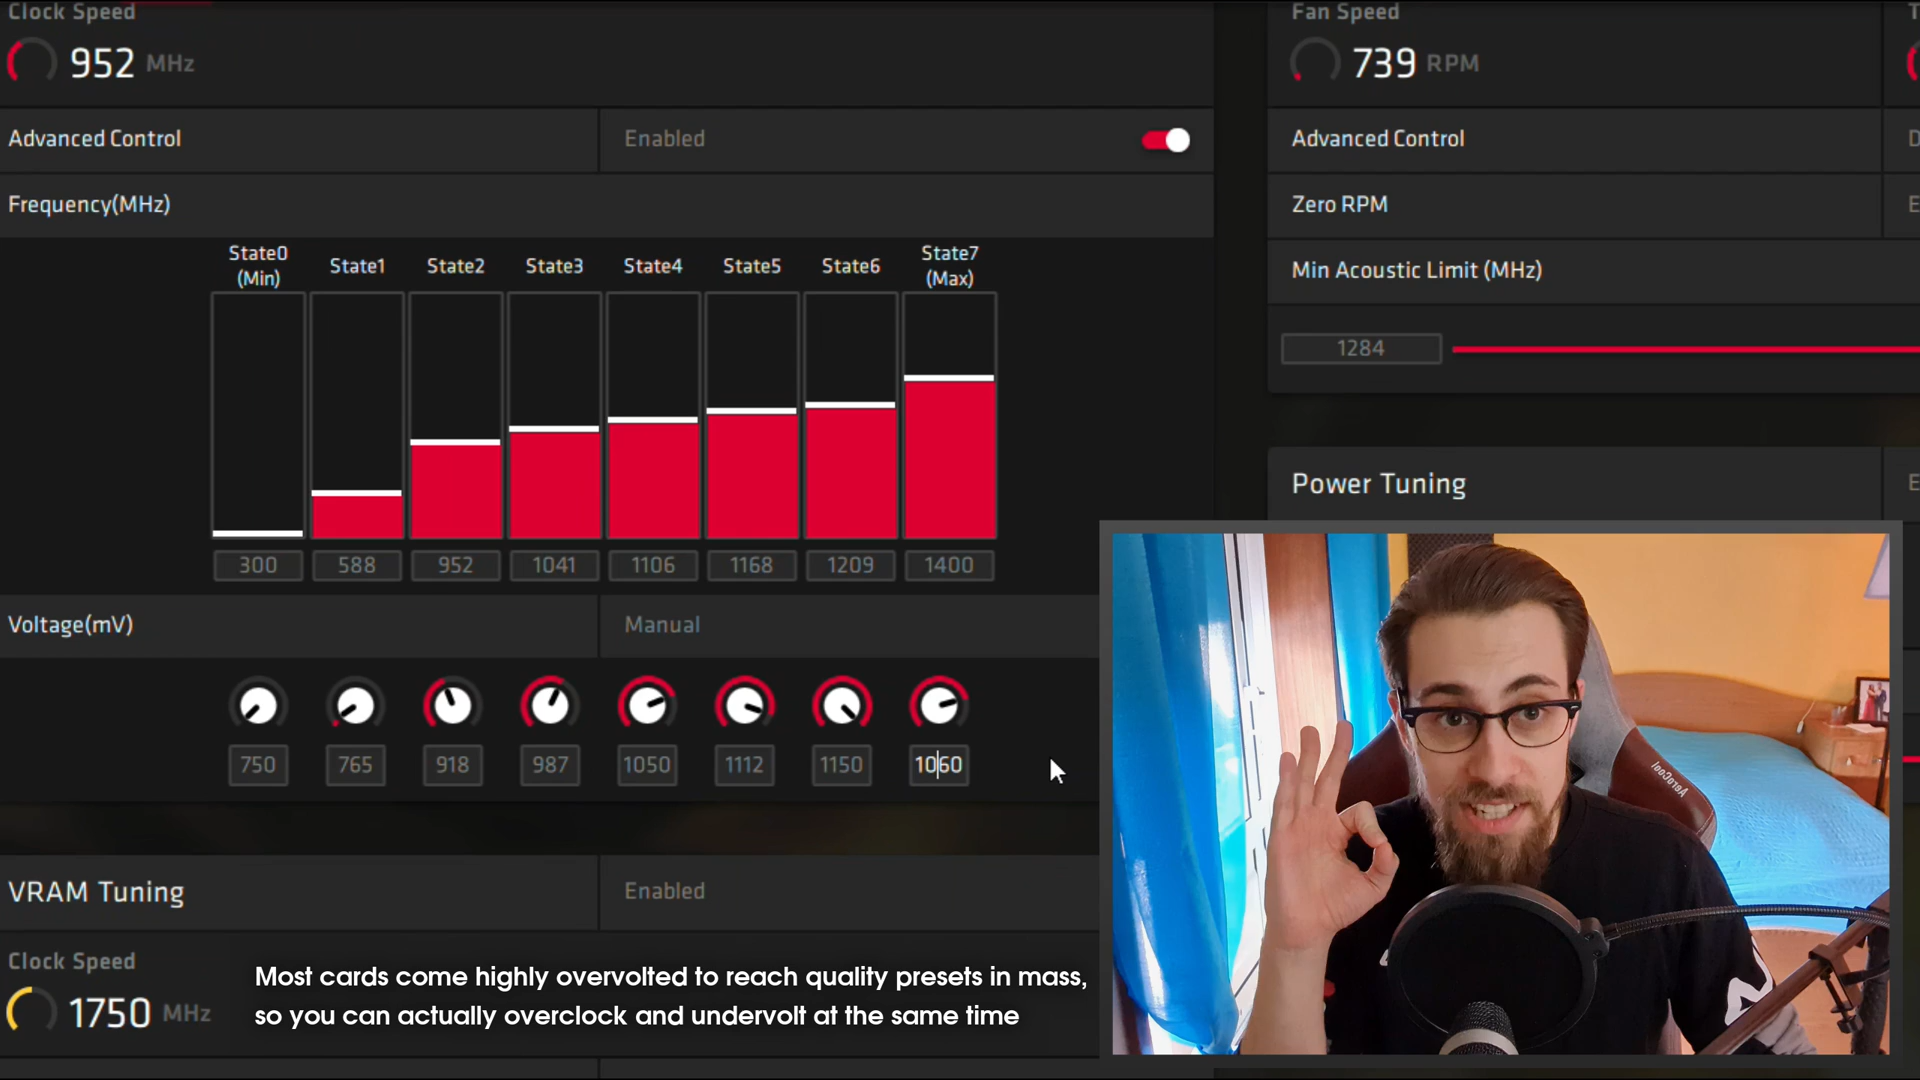 Clock Speed
952 MHz
Advanced Control Enabled
Frequency(MHz)
State0 (Min) State1 State2 State3 State4 State5 State6 State7 (Max)
300 588 952 1041 1106 1168 1209 1400
Voltage(mV) Manual
750 765 918 987 1050 1112 1150 1060
VRAM Tuning Enabled
Clock Speed
1750 MHz
Most cards come highly overvolted to reach quality presets in mass,
so you can actually overclock and undervolt at the same time
Fan Speed
739 RPM
Advanced Control
Zero RPM
Min Acoustic Limit (MHz)
1284
Power Tuning
AeroCool